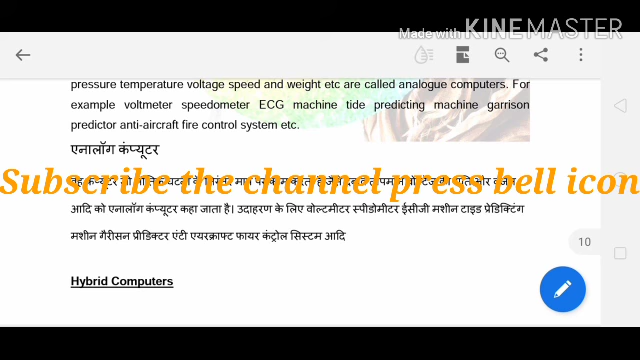 Made with KINEMASTER
pressure temperature voltage speed and weight etc are called analogue computers. For
example voltmeter speedometer ECG machine tide predicting machine garrison
predictor anti-aircraft fire control system etc.
एनालॉग कंप्यूटर
Subscribe the channel press bell icon
आदि को एनालॉग कंप्यूटर कहा जाता है। उदाहरण के लिए वोल्टमीटर स्पीडोमीटर ईसीजी मशीन टाइड प्रेडिक्टिंग
मशीन गैरीसन प्रीडिक्टर एंटी एयरक्राफ्ट फायर कंट्रोल सिस्टम आदि
10
Hybrid Computers